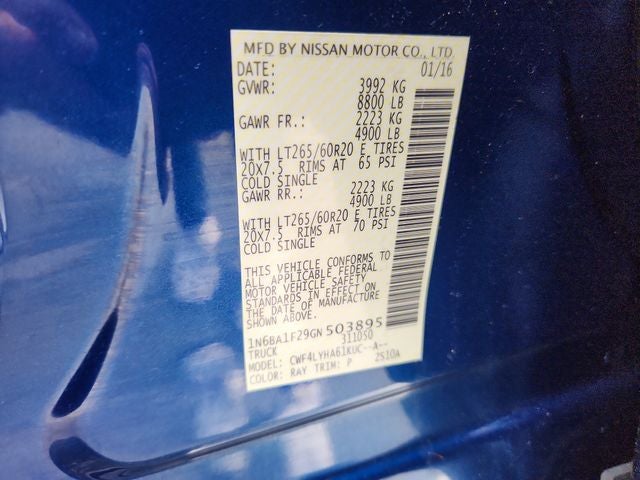 MFD BY NISSAN MOTOR CO., LTD.
DATE: 01/16
GVWR: 3992 KG
8800 LB
GAWR FR.: 2223 KG
4900 LB
WITH LT265/60R20 E TIRES
20X7.5 RIMS AT 65 PSI
COLD SINGLE
GAWR RR.: 2223 KG
4900 LB
WITH LT265/60R20 E TIRES
20X7.5 RIMS AT 70 PSI
COLD SINGLE
THIS VEHICLE CONFORMS TO
ALL APPLICABLE FEDERAL
MOTOR VEHICLE SAFETY
STANDARDS IN EFFECT ON
THE DATE OF MANUFACTURE
SHOWN ABOVE.
1N6BA1F29GN503895
TRUCK 311050
MODEL: CWF4LYHA61KUC--A--
COLOR: RAY TRIM: P 2S10A